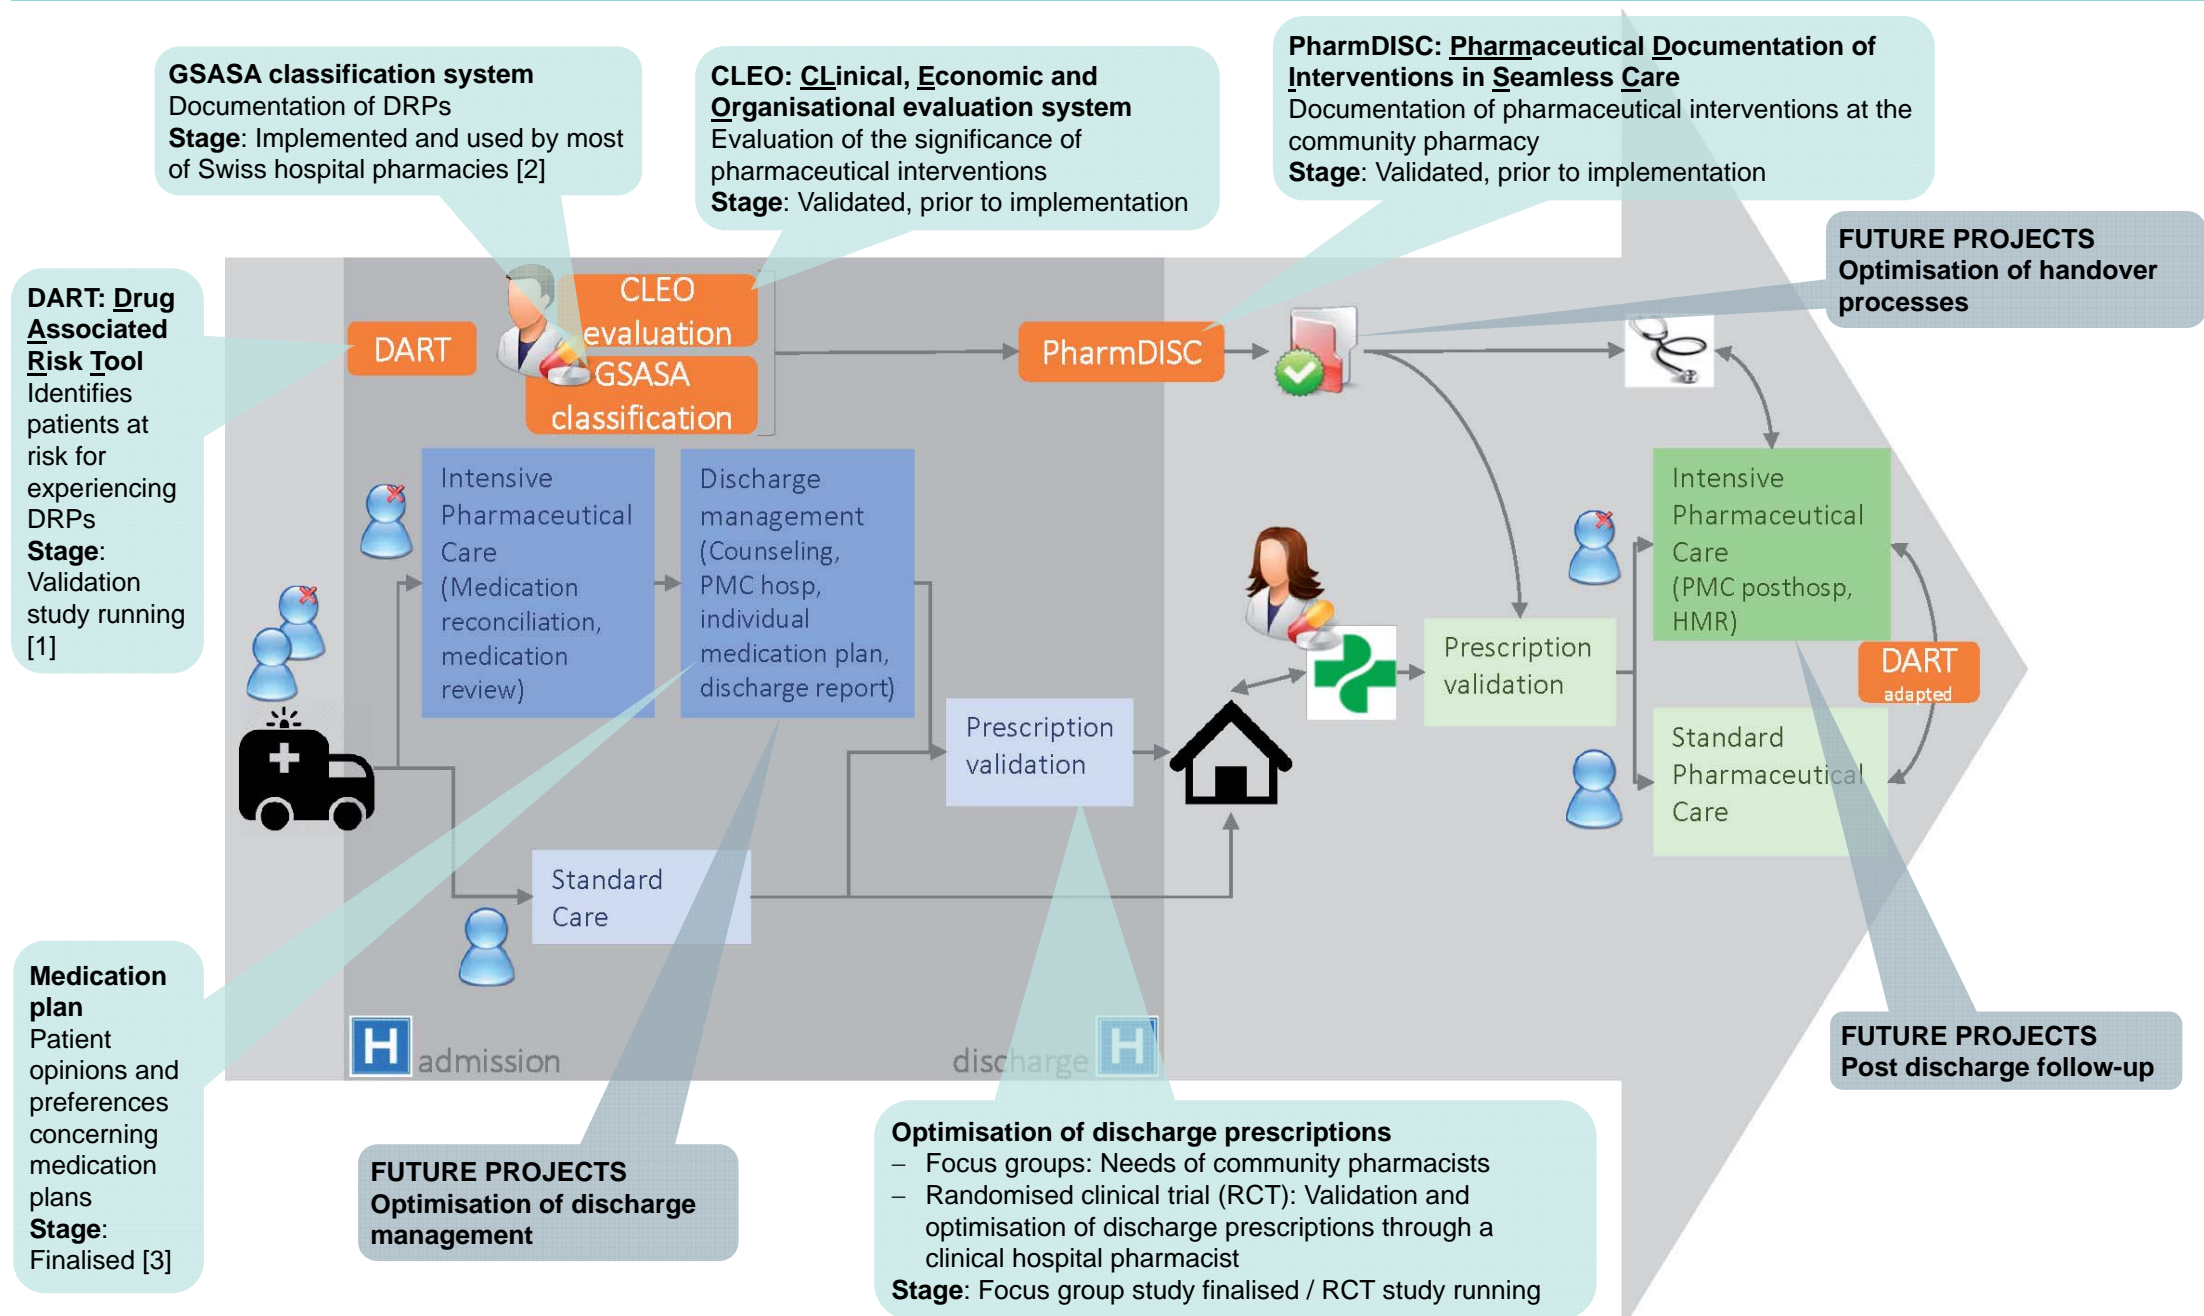 GSASA classification system
Documentation of DRPs
Stage: Implemented and used by most
of Swiss hospital pharmacies [2]
CLEO: CLinical, Economic and
Organisational evaluation system
Evaluation of the significance of
pharmaceutical interventions
Stage: Validated, prior to implementation
PharmDISC: Pharmaceutical Documentation of
Interventions in Seamless Care
Documentation of pharmaceutical interventions at the
community pharmacy
Stage: Validated, prior to implementation
FUTURE PROJECTS
Optimisation of handover
processes
DART: Drug
Associated
Risk Tool
Identifies
patients at
risk for
experiencing
DRPs
Stage:
Validation
study running
[1]
DART
CLEO
evaluation
GSASA
classification
PharmDISC
Intensive
Pharmaceutical
Care
(Medication
reconciliation,
medication
review)
Discharge
management
(Counseling,
PMC hosp,
individual
medication plan,
discharge report)
Prescription
validation
Standard
Care
Prescription
validation
Intensive
Pharmaceutical
Care
(PMC posthosp,
HMR)
DART
adapted
Standard
Pharmaceutical
Care
Medication
plan
Patient
opinions and
preferences
concerning
medication
plans
Stage:
Finalised [3]
H admission
discharge H
FUTURE PROJECTS
Optimisation of discharge
management
Optimisation of discharge prescriptions
– Focus groups: Needs of community pharmacists
– Randomised clinical trial (RCT): Validation and
optimisation of discharge prescriptions through a
clinical hospital pharmacist
Stage: Focus group study finalised / RCT study running
FUTURE PROJECTS
Post discharge follow-up